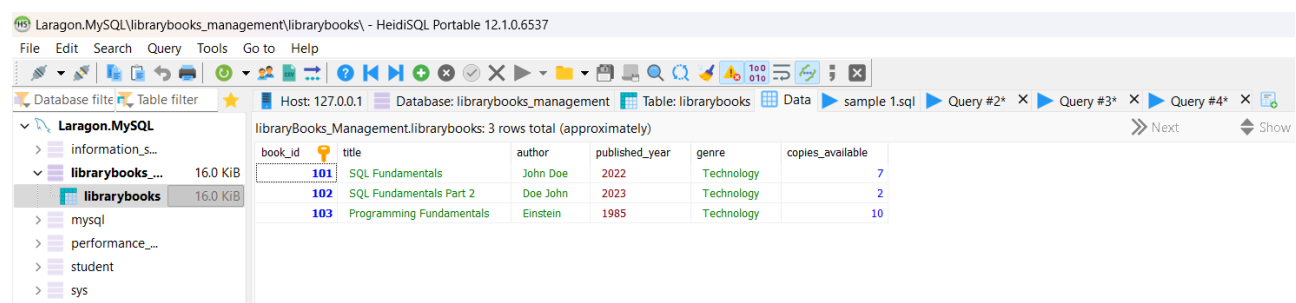 Laragon.MySQL\librarybooks_management\librarybooks\ - HeidiSQL Portable 12.1.0.6537
File Edit Search Query Tools Go to Help
Database filte Table filter Host: 127.0.0.1 Database: librarybooks_management Table: librarybooks Data sample 1.sql Query #2* Query #3* Query #4*
Laragon.MySQL libraryBooks_Management.librarybooks: 3 rows total (approximately) Next Show
information_s...
librarybooks_... 16.0 KiB
librarybooks 16.0 KiB
mysql
performance_...
student
sys
book_id title author published_year genre copies_available
101 SQL Fundamentals John Doe 2022 Technology 7
102 SQL Fundamentals Part 2 Doe John 2023 Technology 2
103 Programming Fundamentals Einstein 1985 Technology 10